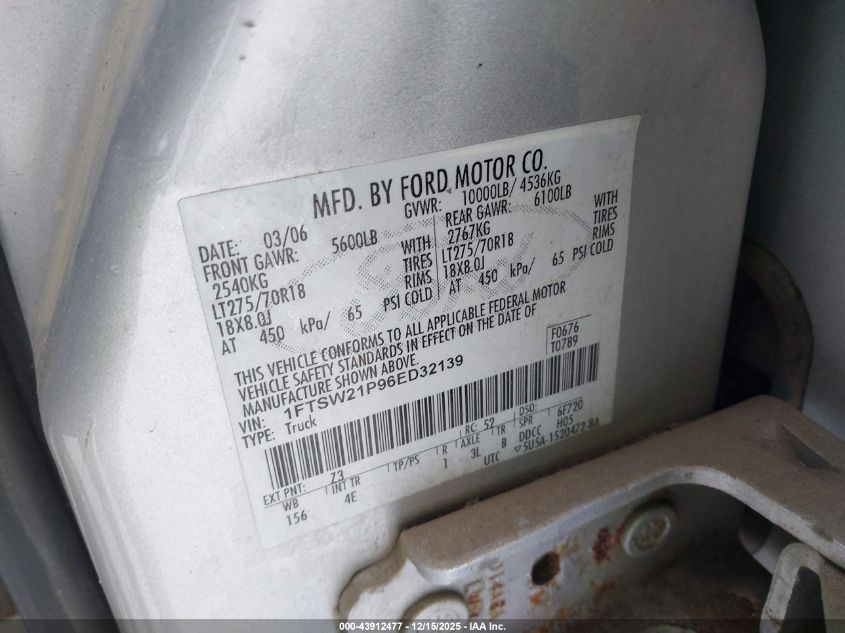 MFD. BY FORD MOTOR CO.
DATE: 03/06 GVWR: 10000LB/ 4536KG
FRONT GAWR: 5600LB REAR GAWR: 6100LB
2540KG WITH 2767KG WITH
LT275/70R18 TIRES LT275/70R18 TIRES
18X8.0J RIMS 18X8.0J RIMS
AT 450 kPa/ 65 PSI COLD AT 450 kPa/ 65 PSI COLD
THIS VEHICLE CONFORMS TO ALL APPLICABLE FEDERAL MOTOR
VEHICLE SAFETY STANDARDS IN EFFECT ON THE DATE OF
MANUFACTURE SHOWN ABOVE.
F0676
T0789
VIN: 1FTSW21P96ED32139
TYPE: Truck
EXT PNT: Z3 RC: 52 DSO: 6F720
WB INT TR TP/PS R AXLE TR SPR H05
156 4E 1 3L B DDCC
UTC 5U5A-1520472-8A
000-43912477 - 12/15/2025 - IAA Inc.